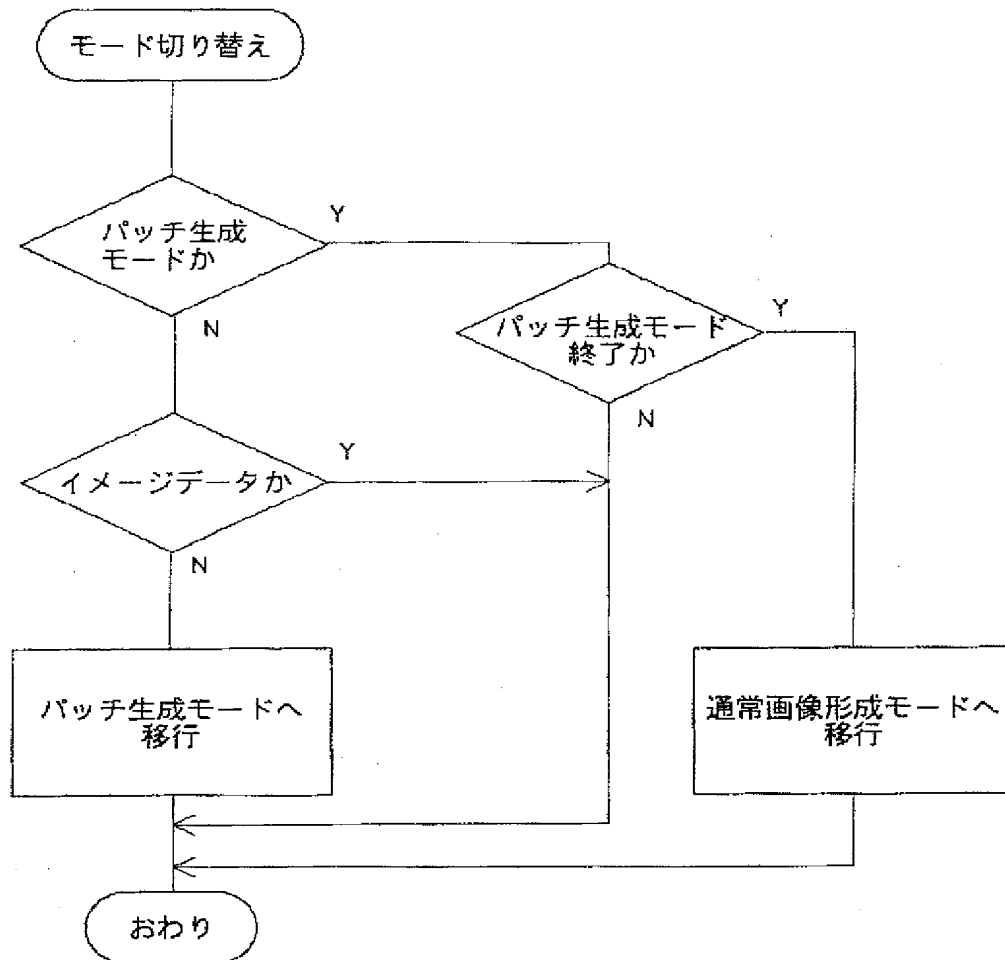 モード切り替え
パッチ生成
モードか
Y
N
パッチ生成モード
終了か
Y
N
イメージデータか
Y
N
パッチ生成モードへ
移行
通常画像形成モードへ
移行
おわり